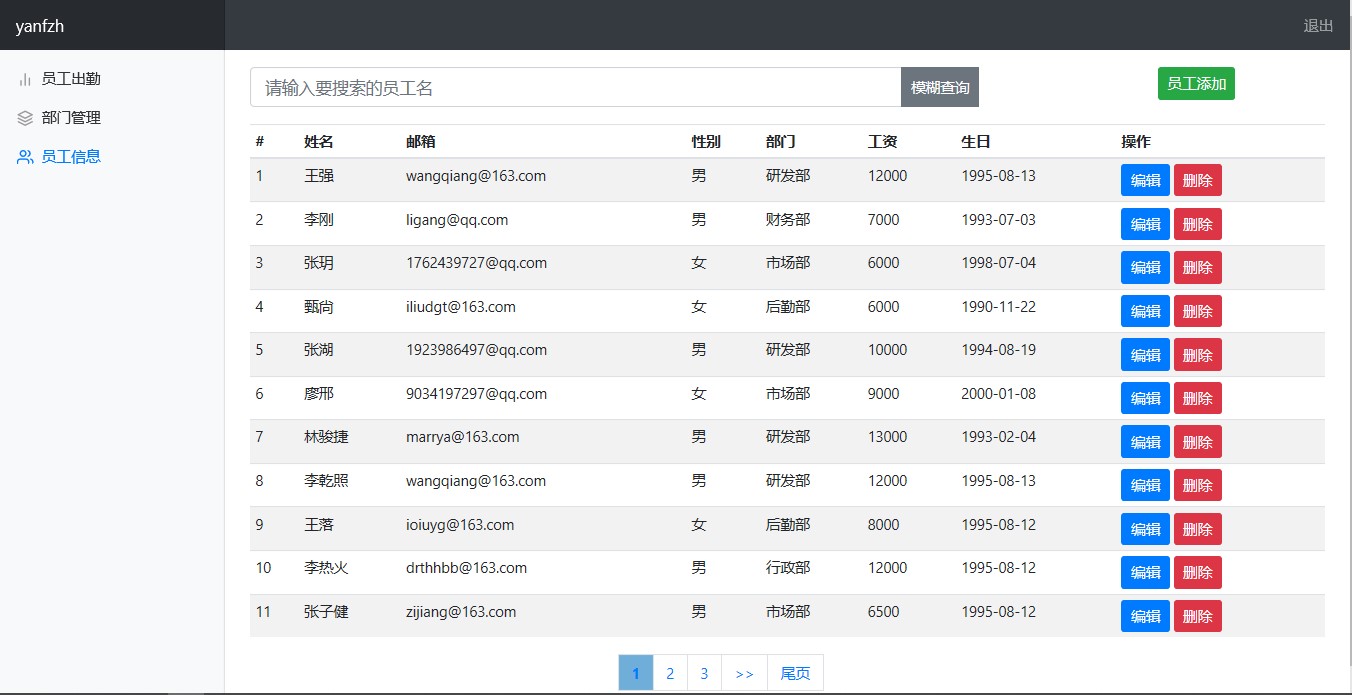 yanfzh 退出
员工出勤
部门管理
员工信息
请输入要搜索的员工名 模糊查询 员工添加
# 姓名 邮箱 性别 部门 工资 生日 操作
1 王强 wangqiang@163.com 男 研发部 12000 1995-08-13 编辑 删除
2 李刚 ligang@qq.com 男 财务部 7000 1993-07-03 编辑 删除
3 张玥 1762439727@qq.com 女 市场部 6000 1998-07-04 编辑 删除
4 甄尚 iliudgt@163.com 女 后勤部 6000 1990-11-22 编辑 删除
5 张湖 1923986497@qq.com 男 研发部 10000 1994-08-19 编辑 删除
6 廖邢 9034197297@qq.com 女 市场部 9000 2000-01-08 编辑 删除
7 林骏捷 marrya@163.com 男 研发部 13000 1993-02-04 编辑 删除
8 李乾照 wangqiang@163.com 男 研发部 12000 1995-08-13 编辑 删除
9 王落 ioiuyg@163.com 女 后勤部 8000 1995-08-12 编辑 删除
10 李热火 drthhbb@163.com 男 行政部 12000 1995-08-12 编辑 删除
11 张子健 zijiang@163.com 男 市场部 6500 1995-08-12 编辑 删除
1 2 3 >> 尾页